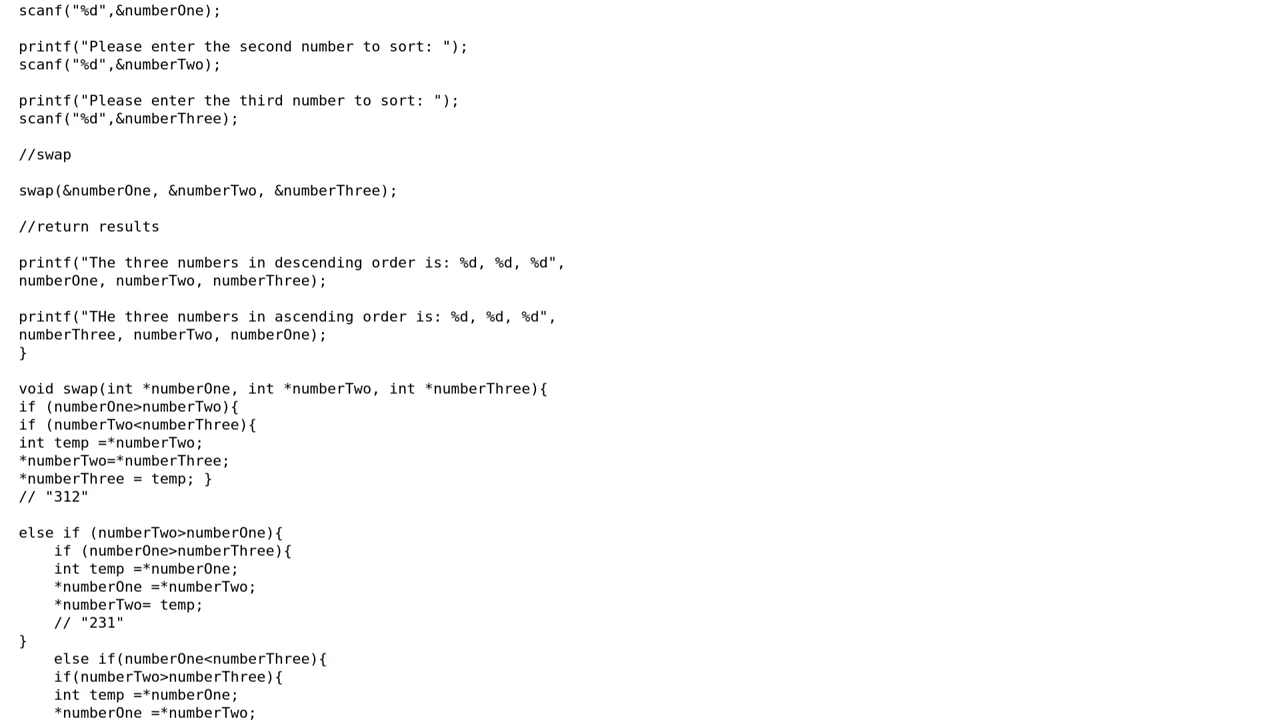 scanf("%d",&numberOne);

printf("Please enter the second number to sort: ");
scanf("%d",&numberTwo);

printf("Please enter the third number to sort: ");
scanf("%d",&numberThree);

//swap

swap(&numberOne, &numberTwo, &numberThree);

//return results

printf("The three numbers in descending order is: %d, %d, %d",
numberOne, numberTwo, numberThree);

printf("THe three numbers in ascending order is: %d, %d, %d",
numberThree, numberTwo, numberOne);
}

void swap(int *numberOne, int *numberTwo, int *numberThree){
if (numberOne>numberTwo){
if (numberTwo<numberThree){
int temp =*numberTwo;
*numberTwo=*numberThree;
*numberThree = temp; }
// "312"

else if (numberTwo>numberOne){
    if (numberOne>numberThree){
    int temp =*numberOne;
    *numberOne =*numberTwo;
    *numberTwo= temp;
    // "231"
}
    else if(numberOne<numberThree){
    if(numberTwo>numberThree){
    int temp =*numberOne;
    *numberOne =*numberTwo;